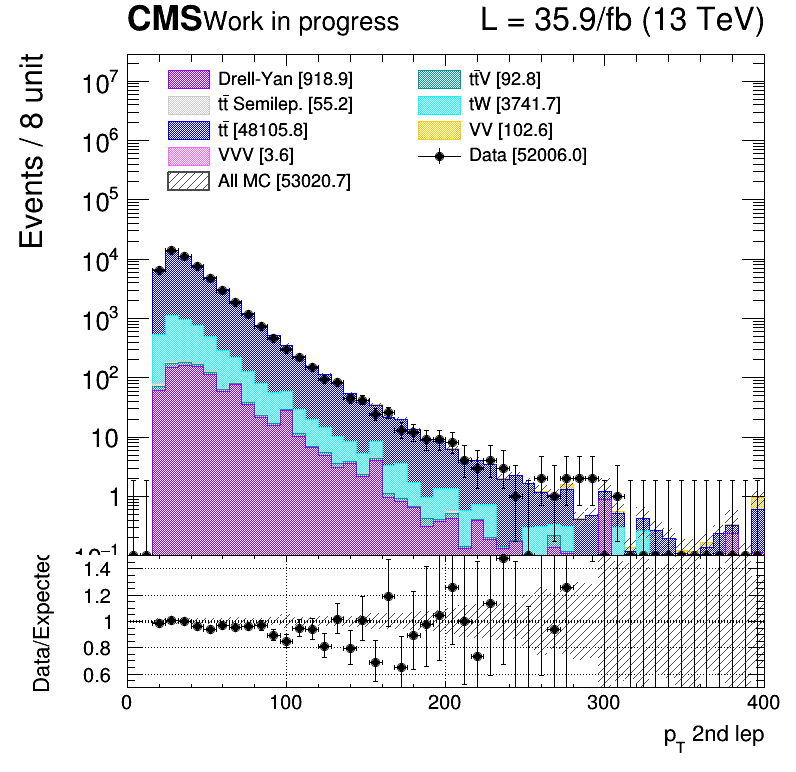 CMS Work in progress L = 35.9/fb (13 TeV)
Events / 8 unit
10⁷
10⁶
10⁵
10⁴
10³
10²
10
1
10⁻¹
Drell-Yan [918.9]
tt̄ Semilep. [55.2]
tt̄ [48105.8]
VVV [3.6]
All MC [53020.7]
tt̄V [92.8]
tW [3741.7]
VV [102.6]
Data [52006.0]
Data/Expected
1.4
1.2
1
0.8
0.6
0 100 200 300 400
p_T 2nd lep